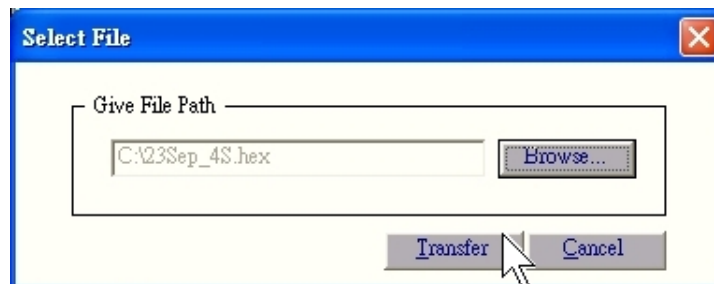 Select File
Give File Path
C:\23Sep_4S.hex
Browse...
Transfer
Cancel